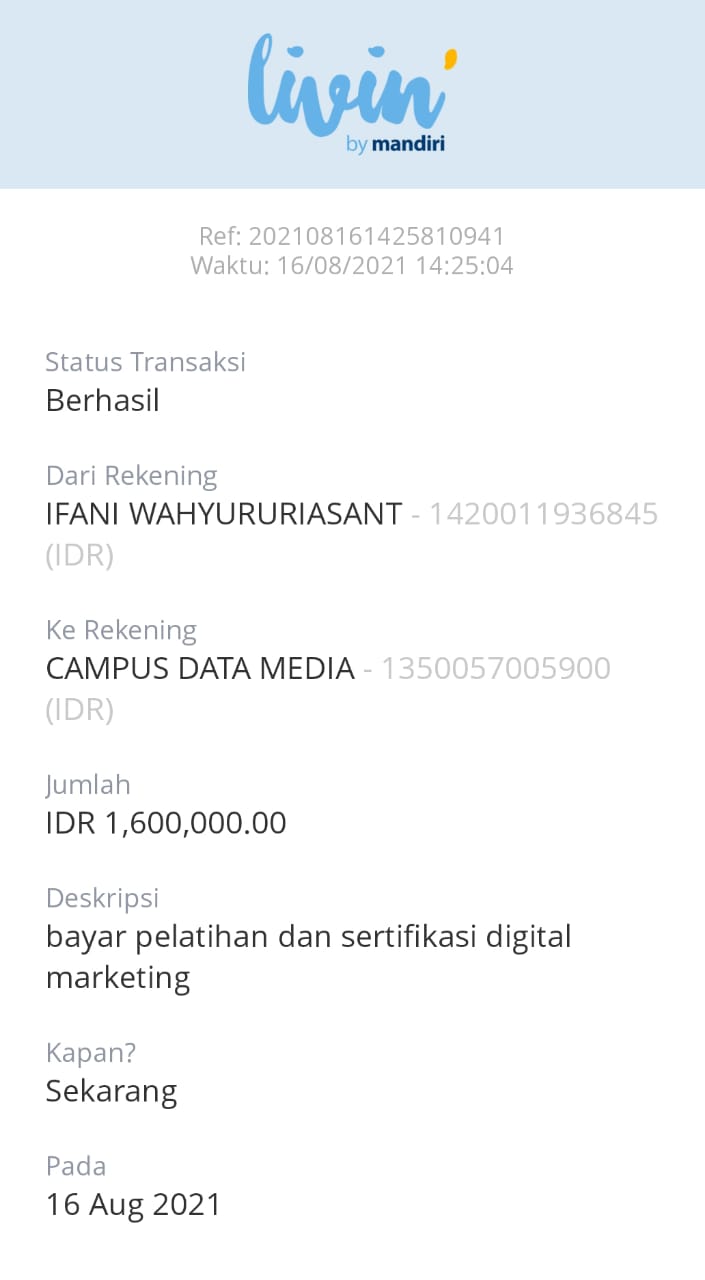 livin'
by mandiri
Ref: 202108161425810941
Waktu: 16/08/2021 14:25:04
Status Transaksi
Berhasil
Dari Rekening
IFANI WAHYURURIASANT - 1420011936845
(IDR)
Ke Rekening
CAMPUS DATA MEDIA - 1350057005900
(IDR)
Jumlah
IDR 1,600,000.00
Deskripsi
bayar pelatihan dan sertifikasi digital
marketing
Kapan?
Sekarang
Pada
16 Aug 2021